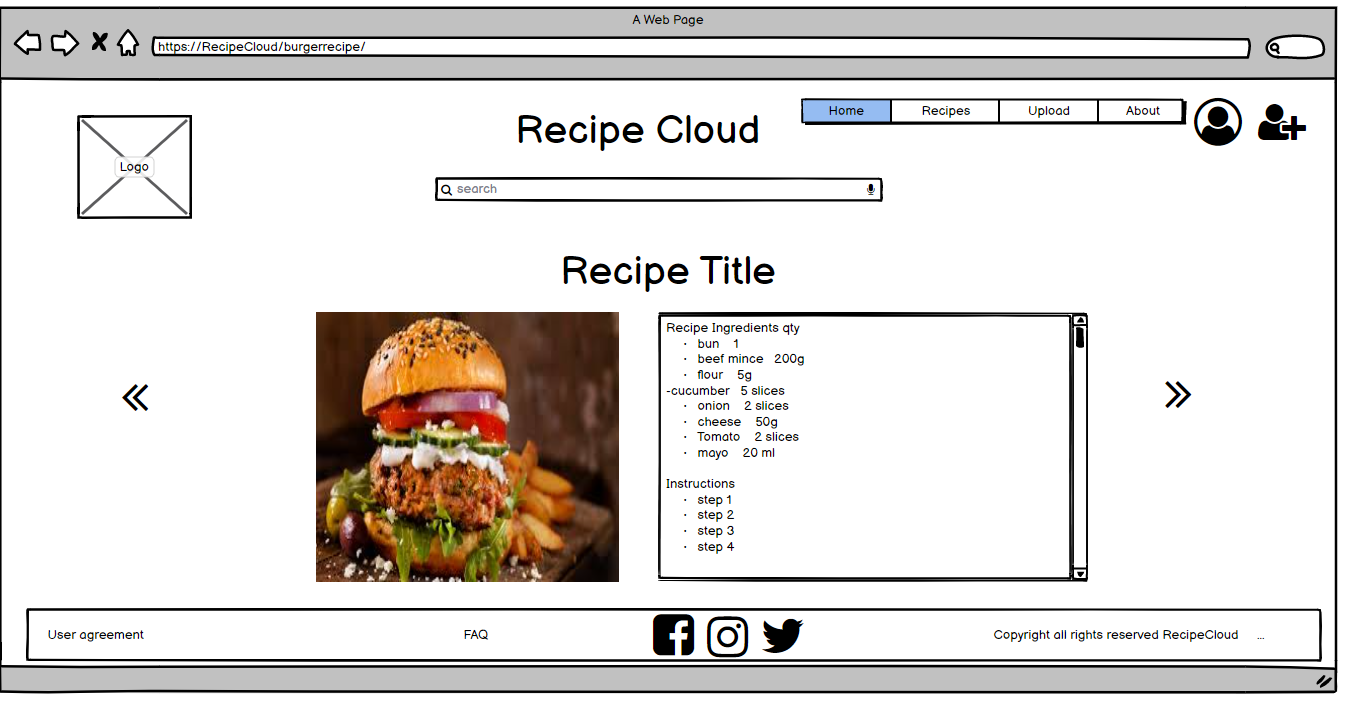 A Web Page
https://RecipeCloud/burgerrecipe/
Home Recipes Upload About
Recipe Cloud
Logo
search
Recipe Title
Recipe Ingredients qty
• bun 1
• beef mince 200g
• flour 5g
-cucumber 5 slices
• onion 2 slices
• cheese 50g
• Tomato 2 slices
• mayo 20 ml
Instructions
• step 1
• step 2
• step 3
• step 4
User agreement FAQ Copyright all rights reserved RecipeCloud ...